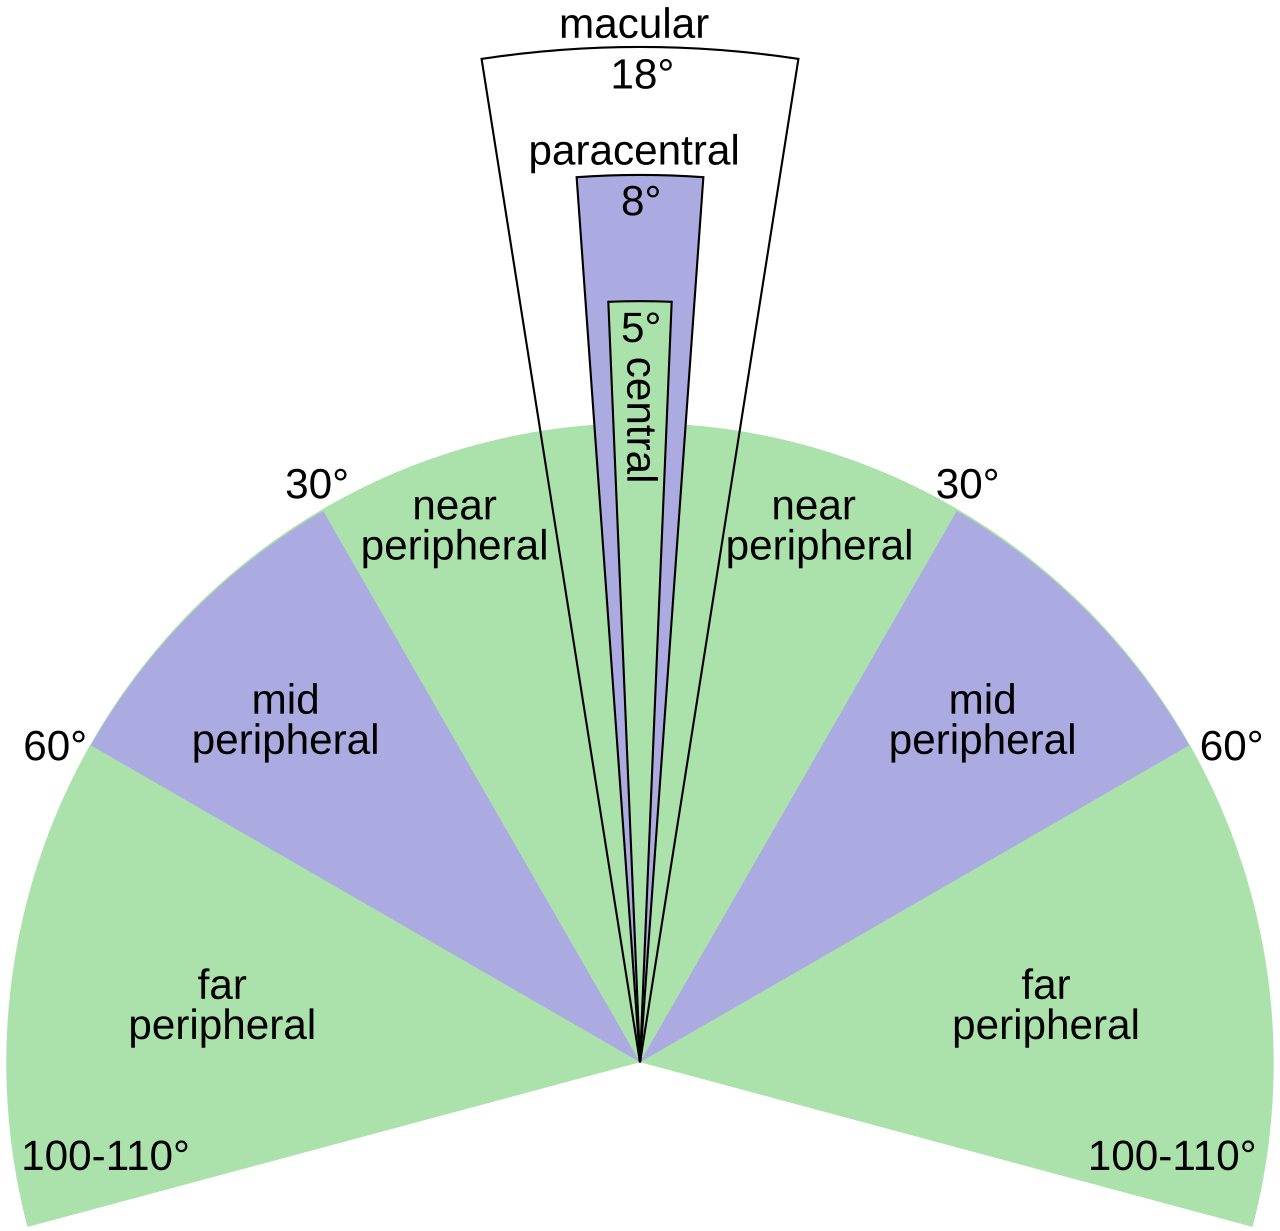 macular
18°
paracentral
8°
5° central
30°
30°
near
peripheral
near
peripheral
mid
peripheral
mid
peripheral
60°
60°
far
peripheral
far
peripheral
100-110°
100-110°